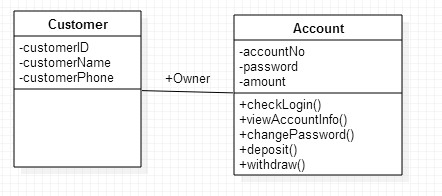 Customer
-customerID
-customerName
-customerPhone
+Owner
Account
-accountNo
-password
-amount
+checkLogin()
+viewAccountInfo()
+changePassword()
+deposit()
+withdraw()